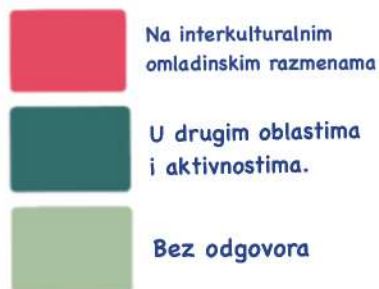 Na interkulturalnim
omladinskim razmenama
U drugim oblastima
i aktivnostima.
Bez odgovora